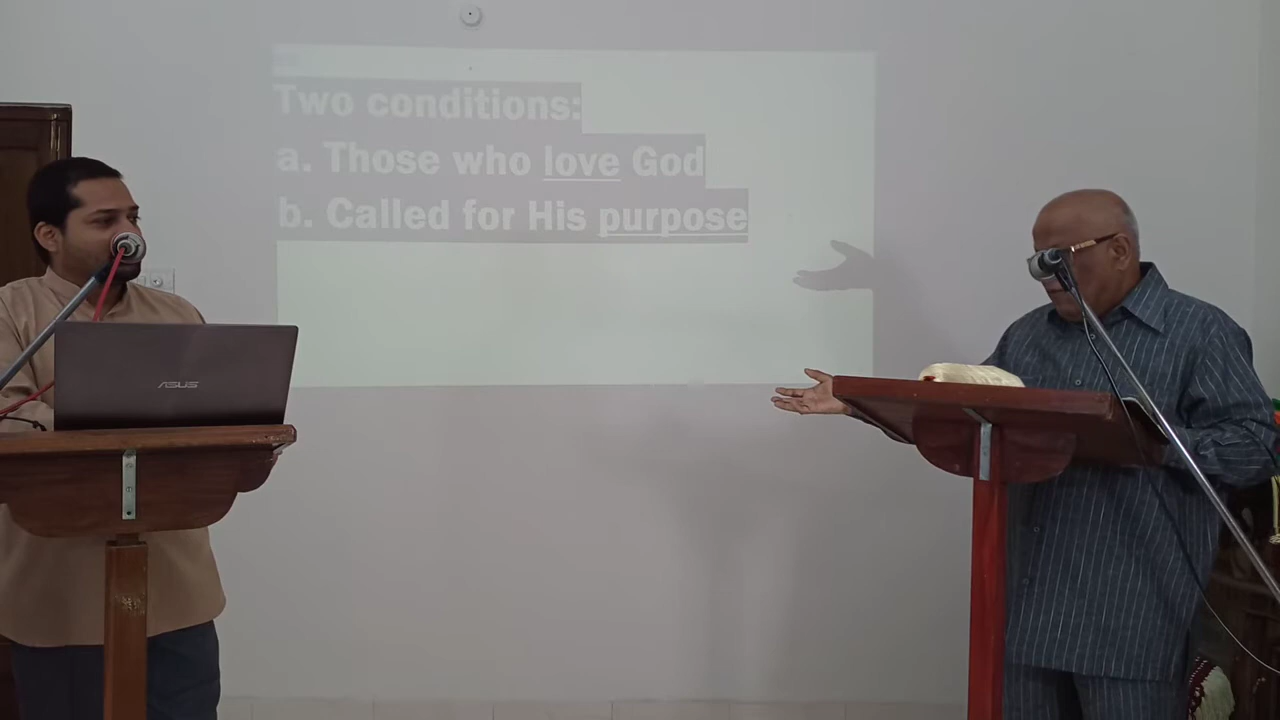 Two conditions:
a. Those who love God
b. Called for His purpose
ASUS